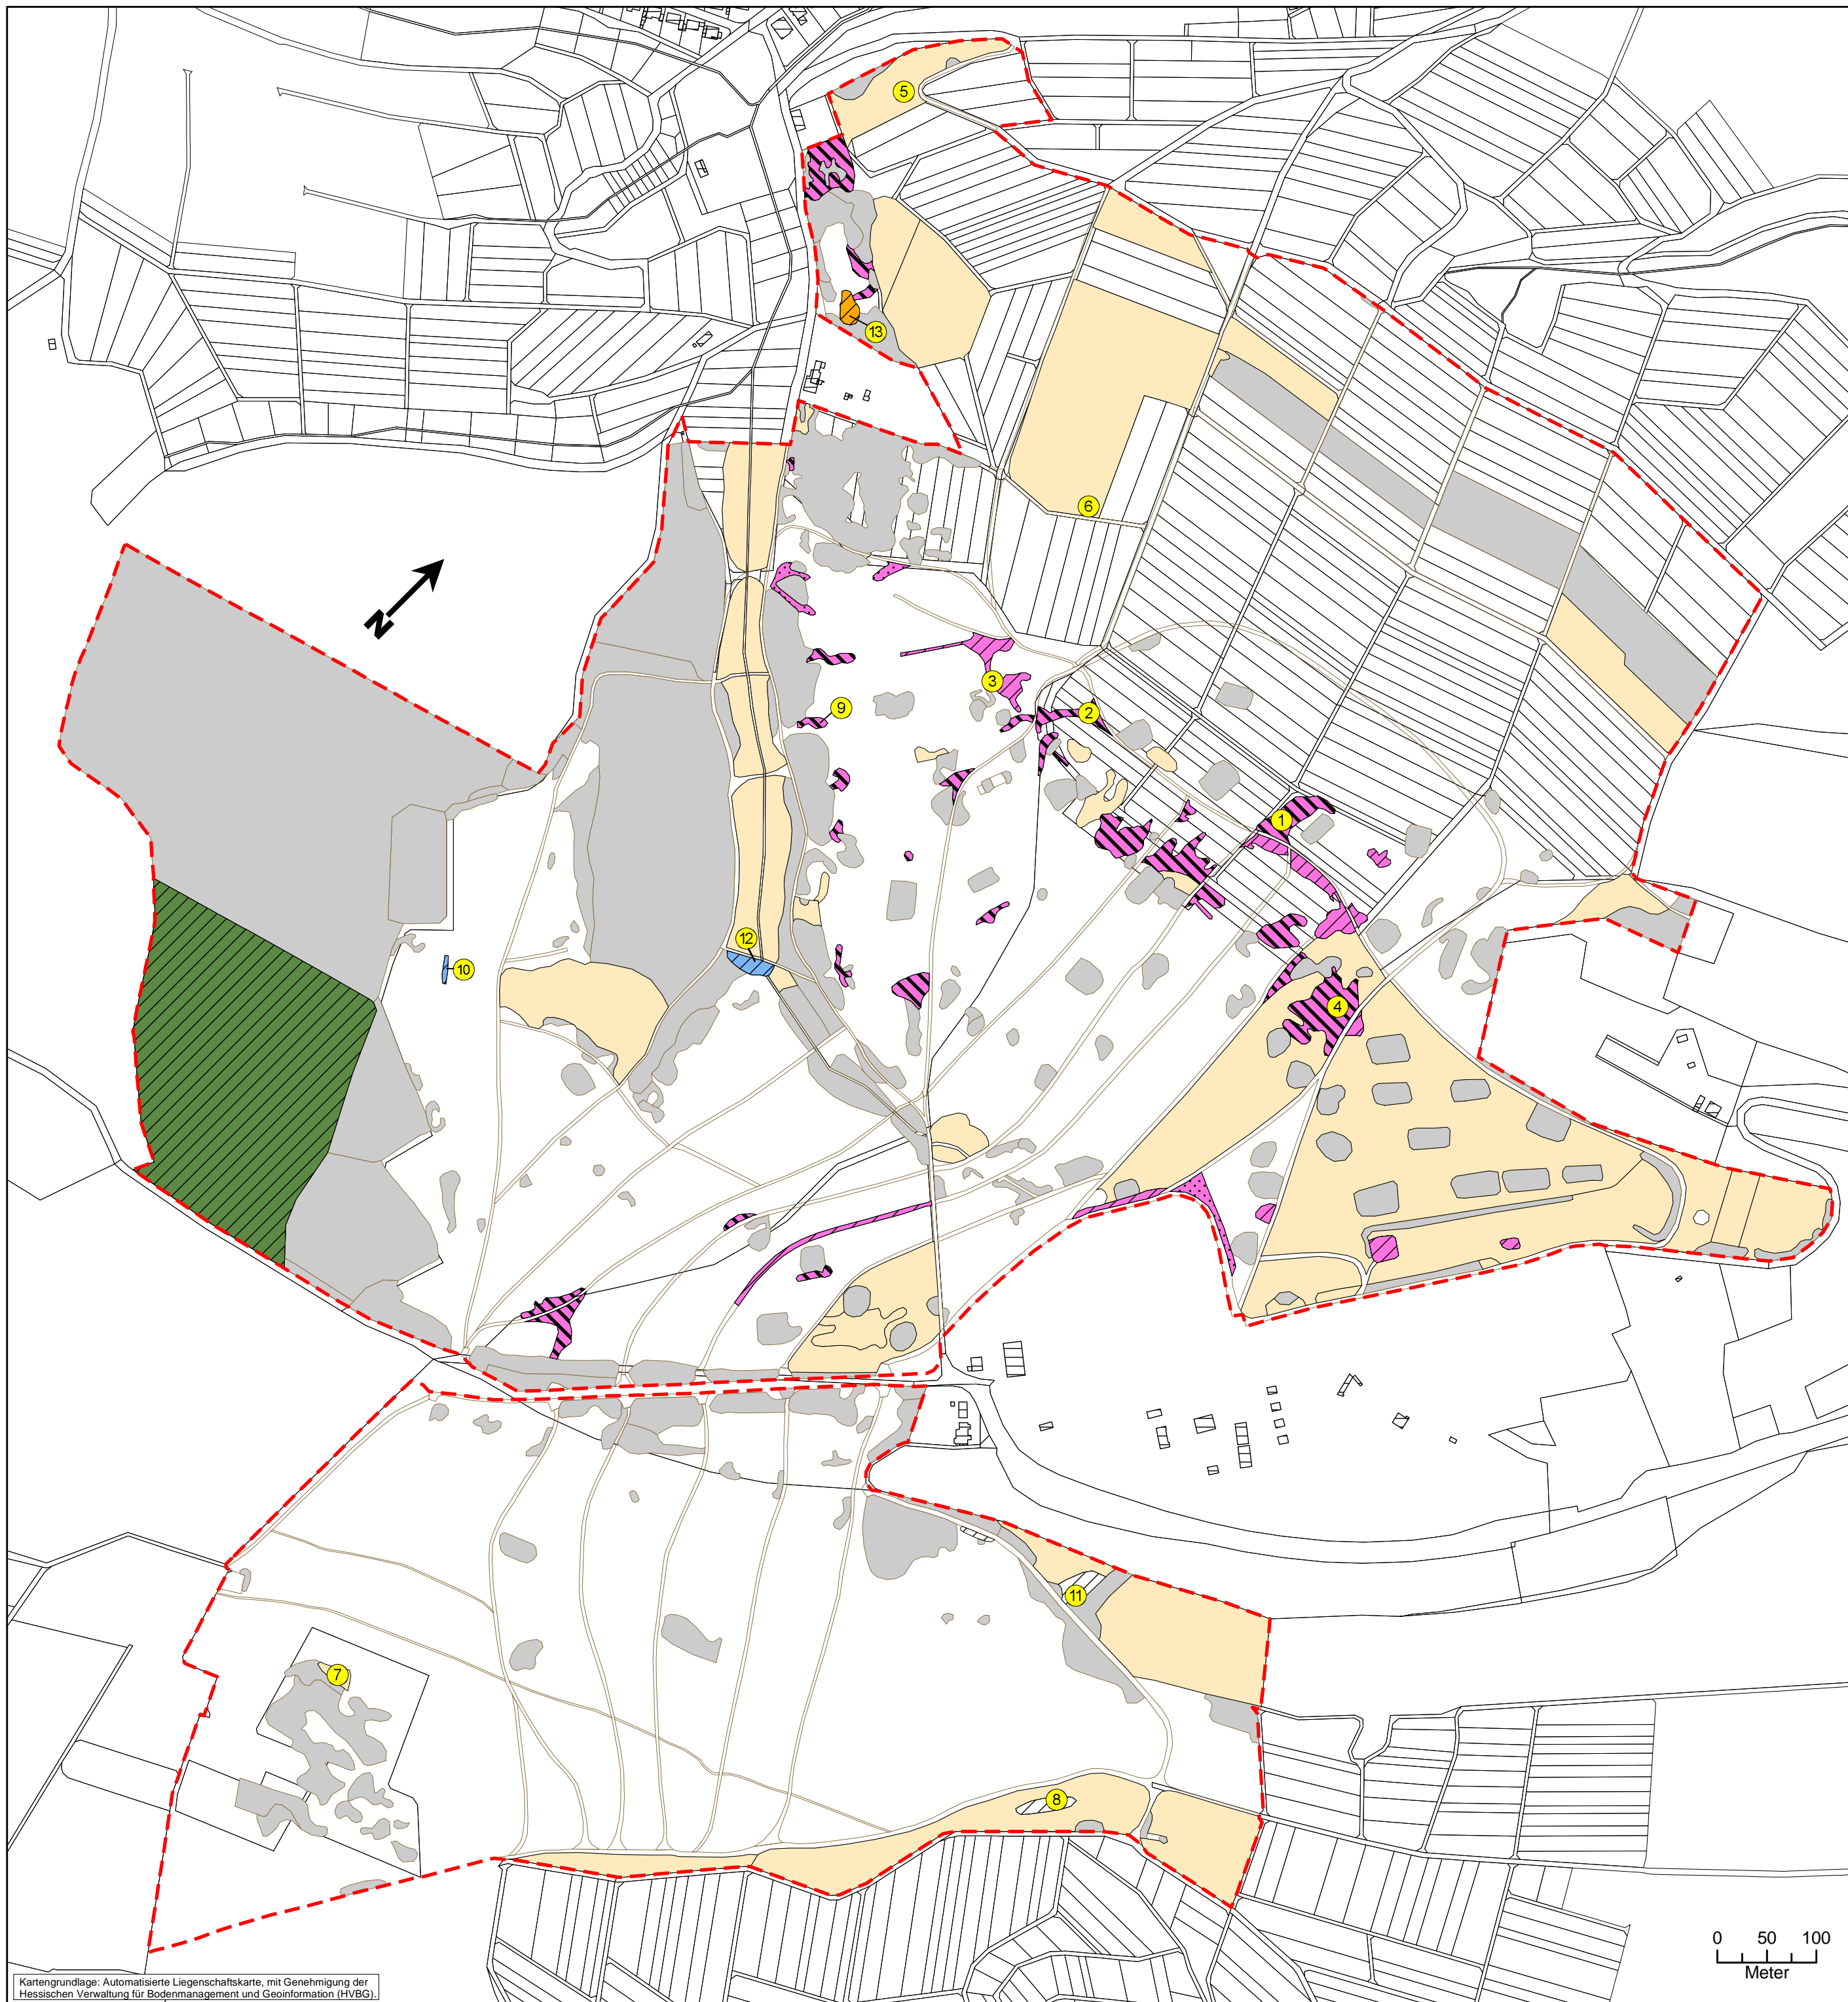 5
13
6
N
3
9
2
1
12
10
4
11
7
8
0 50 100
Meter
Kartengrundlage: Automatisierte Liegenschaftskarte, mit Genehmigung der
Hessischen Verwaltung für Bodenmanagement und Geoinformation (HVBG).